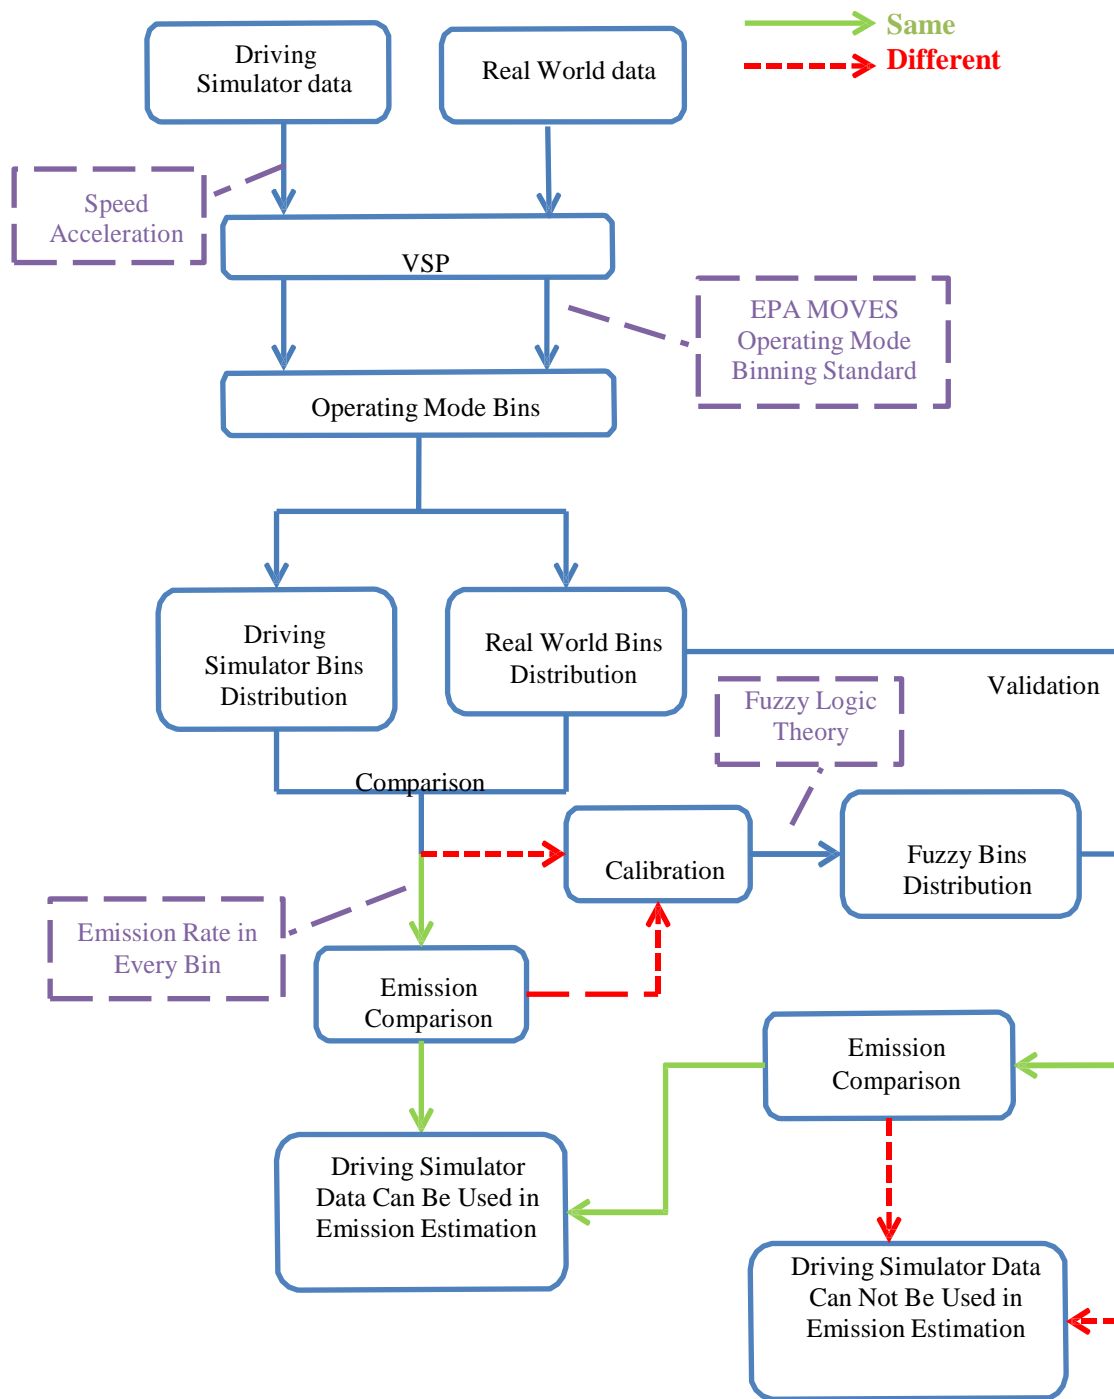 Same
Different
Driving
Simulator data
Real World data
Speed
Acceleration
VSP
EPA MOVES
Operating Mode
Binning Standard
Operating Mode Bins
Driving
Simulator Bins
Distribution
Real World Bins
Distribution
Validation
Fuzzy Logic
Theory
Comparison
Calibration
Fuzzy Bins
Distribution
Emission Rate in
Every Bin
Emission
Comparison
Emission
Comparison
Driving Simulator
Data Can Be Used in
Emission Estimation
Driving Simulator Data
Can Not Be Used in
Emission Estimation